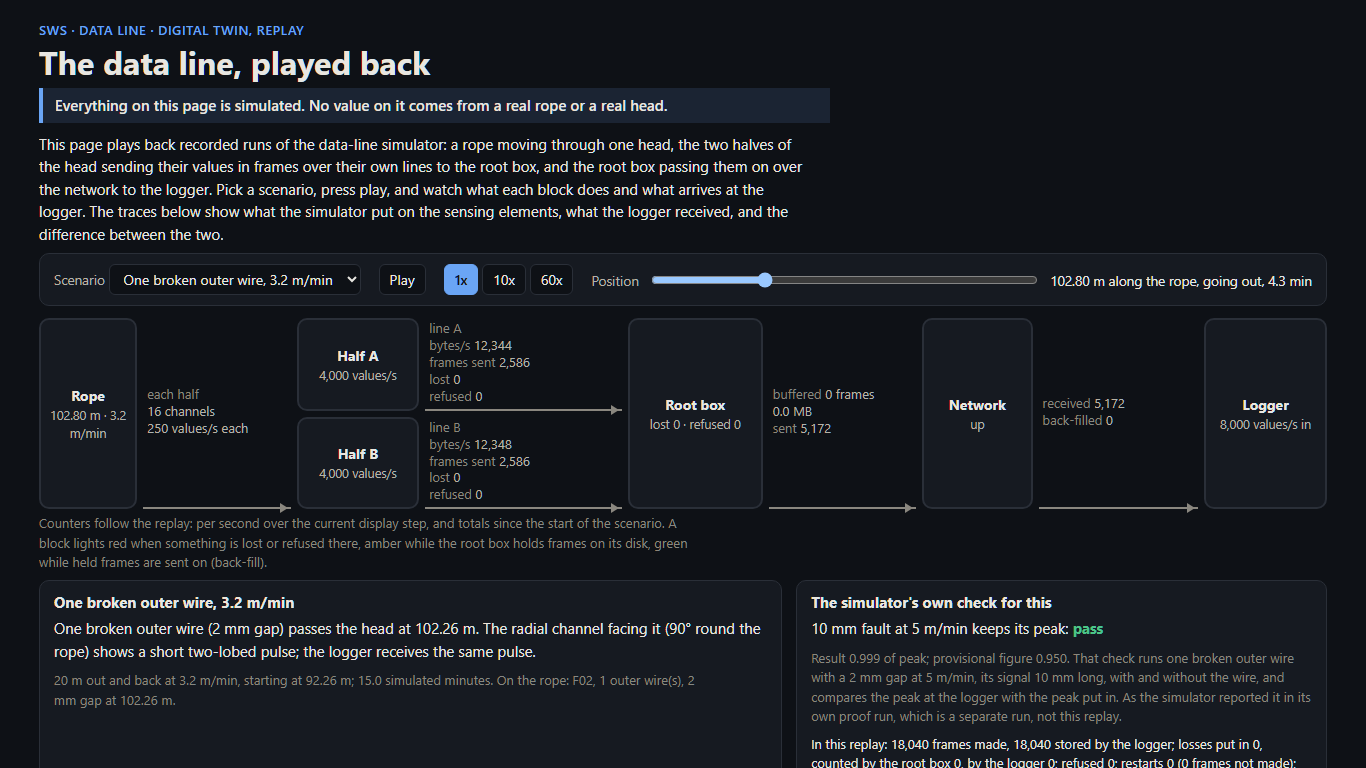 SWS · DATA LINE · DIGITAL TWIN, REPLAY
The data line, played back
Everything on this page is simulated. No value on it comes from a real rope or a real head.
This page plays back recorded runs of the data-line simulator: a rope moving through one head, the two halves of
the head sending their values in frames over their own lines to the root box, and the root box passing them on over
the network to the logger. Pick a scenario, press play, and watch what each block does and what arrives at the
logger. The traces below show what the simulator put on the sensing elements, what the logger received, and the
difference between the two.
Scenario One broken outer wire, 3.2 m/min Play 1x 10x 60x Position 102.80 m along the rope, going out, 4.3 min
Rope
102.80 m · 3.2
m/min
each half
16 channels
250 values/s each
Half A
4,000 values/s
Half B
4,000 values/s
line A
bytes/s 12,344
frames sent 2,586
lost 0
refused 0
line B
bytes/s 12,348
frames sent 2,586
lost 0
refused 0
Root box
lost 0 · refused 0
buffered 0 frames
0.0 MB
sent 5,172
Network
up
received 5,172
back-filled 0
Logger
8,000 values/s in
Counters follow the replay: per second over the current display step, and totals since the start of the scenario. A
block lights red when something is lost or refused there, amber while the root box holds frames on its disk, green
while held frames are sent on (back-fill).
One broken outer wire, 3.2 m/min
One broken outer wire (2 mm gap) passes the head at 102.26 m. The radial channel facing it (90° round the
rope) shows a short two-lobed pulse; the logger receives the same pulse.
20 m out and back at 3.2 m/min, starting at 92.26 m; 15.0 simulated minutes. On the rope: F02, 1 outer wire(s), 2
mm gap at 102.26 m.
The simulator's own check for this
10 mm fault at 5 m/min keeps its peak: pass
Result 0.999 of peak; provisional figure 0.950. That check runs one broken outer wire
with a 2 mm gap at 5 m/min, its signal 10 mm long, with and without the wire, and
compares the peak at the logger with the peak put in. As the simulator reported it in its
own proof run, which is a separate run, not this replay.
In this replay: 18,040 frames made, 18,040 stored by the logger; losses put in 0,
counted by the root box 0, by the logger 0; refused 0; restarts 0 (0 frames not made);